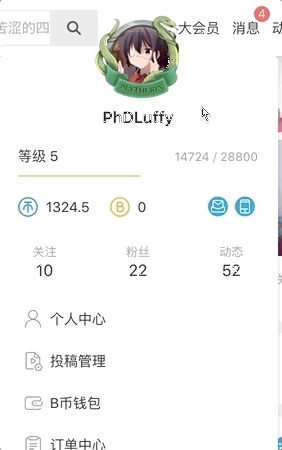 苦涩的四
大会员 消息 4 动
SLYTHERIN
PhDLuffy
等级 5 14724 / 28800
1324.5 B 0
关注 粉丝 动态
10 22 52
个人中心
投稿管理
B币钱包
订单中心